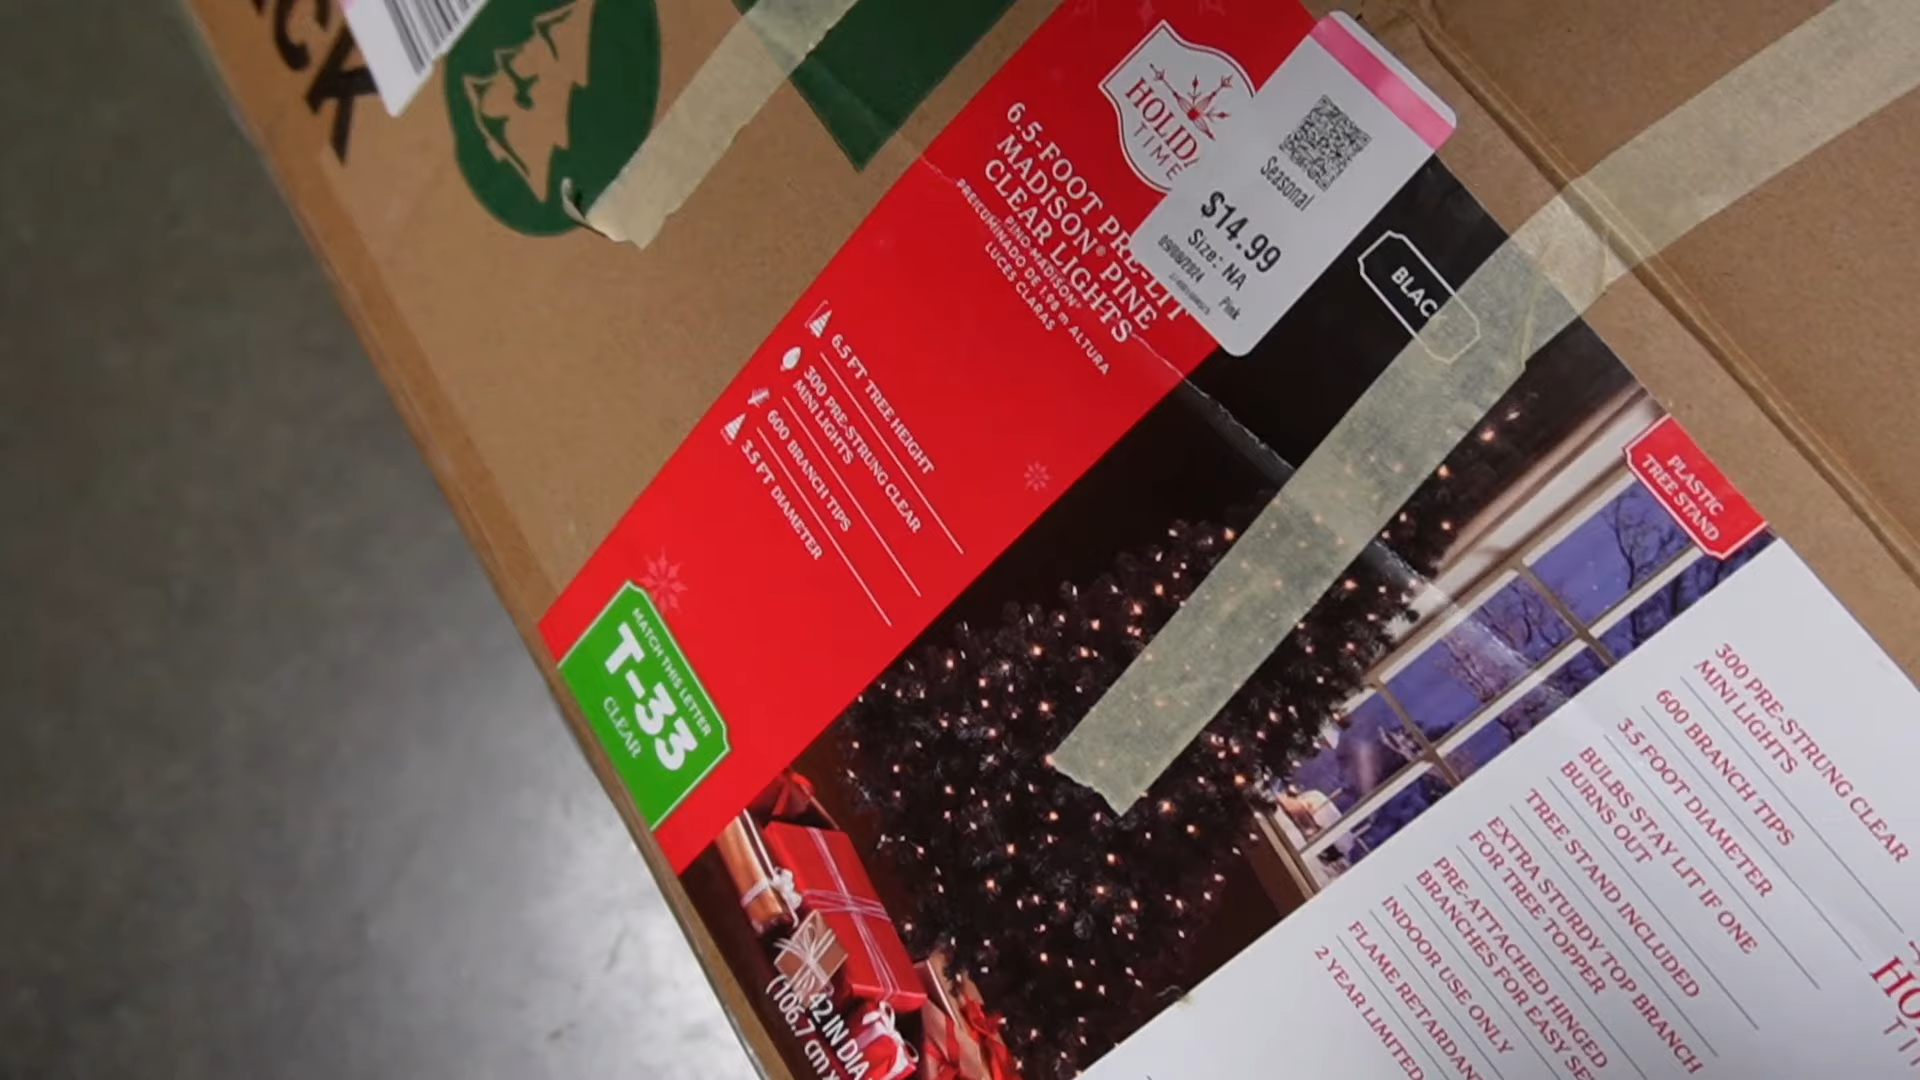 CK
HOLIDAY
TIME
6.5-FOOT PRE-LIT
MADISON® PINE
CLEAR LIGHTS
PREILUMINADO DE 1.98 m ALTURA
PINO MADISON®
LUCES CLARAS
Seasonal
$14.99
Size: NA
09/08/2024
Pink
BLAC
6.5 FT TREE HEIGHT
300 PRE-STRUNG CLEAR
MINI LIGHTS
600 BRANCH TIPS
3.5 FT DIAMETER
MATCH THIS LETTER
T-33
CLEAR
PLASTIC
TREE STAND
42 IN DIA
(106.7 cm
300 PRE-STRUNG CLEAR
MINI LIGHTS
600 BRANCH TIPS
3.5 FOOT DIAMETER
BULBS STAY LIT IF ONE
BURNS OUT
TREE STAND INCLUDED
EXTRA STURDY TOP BRANCH
FOR TREE TOPPER
PRE-ATTACHED HINGED
BRANCHES FOR EASY SE
INDOOR USE ONLY
FLAME RETARDAN
2 YEAR LIMITED
HO